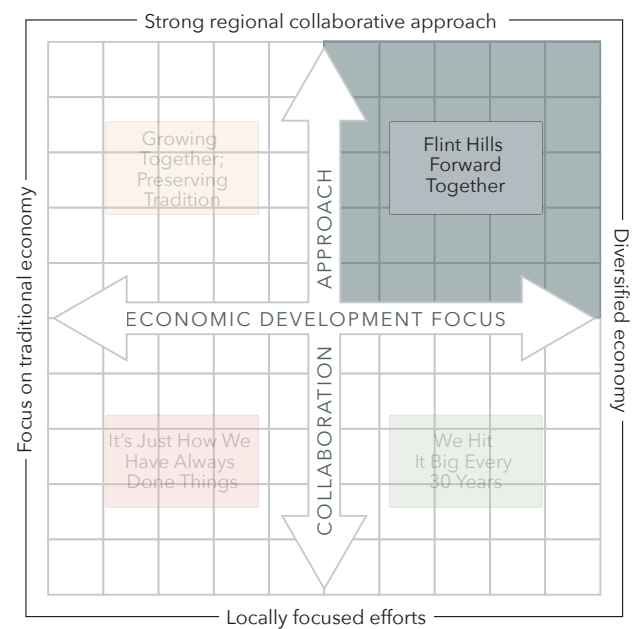 Strong regional collaborative approach
Growing
Together;
Preserving
Tradition
Flint Hills
Forward
Together
COLLABORATION APPROACH
Focus on traditional economy
ECONOMIC DEVELOPMENT FOCUS
Diversified economy
It's Just How We
Have Always
Done Things
We Hit
It Big Every
30 Years
Locally focused efforts